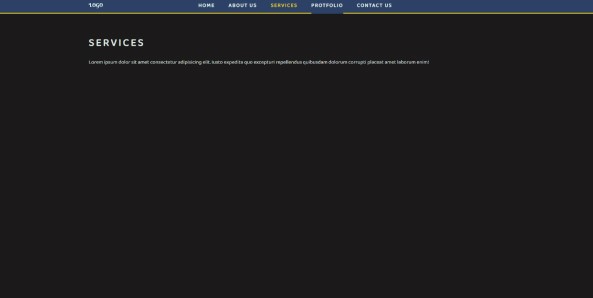 LOGO HOME ABOUT US SERVICES PROTFOLIO CONTACT US
SERVICES
Lorem ipsum dolor sit amet consectetur adipisicing elit. Iusto expedita quo excepturi repellendus quibusdam dolorum corrupti placeat amet laborum enim!